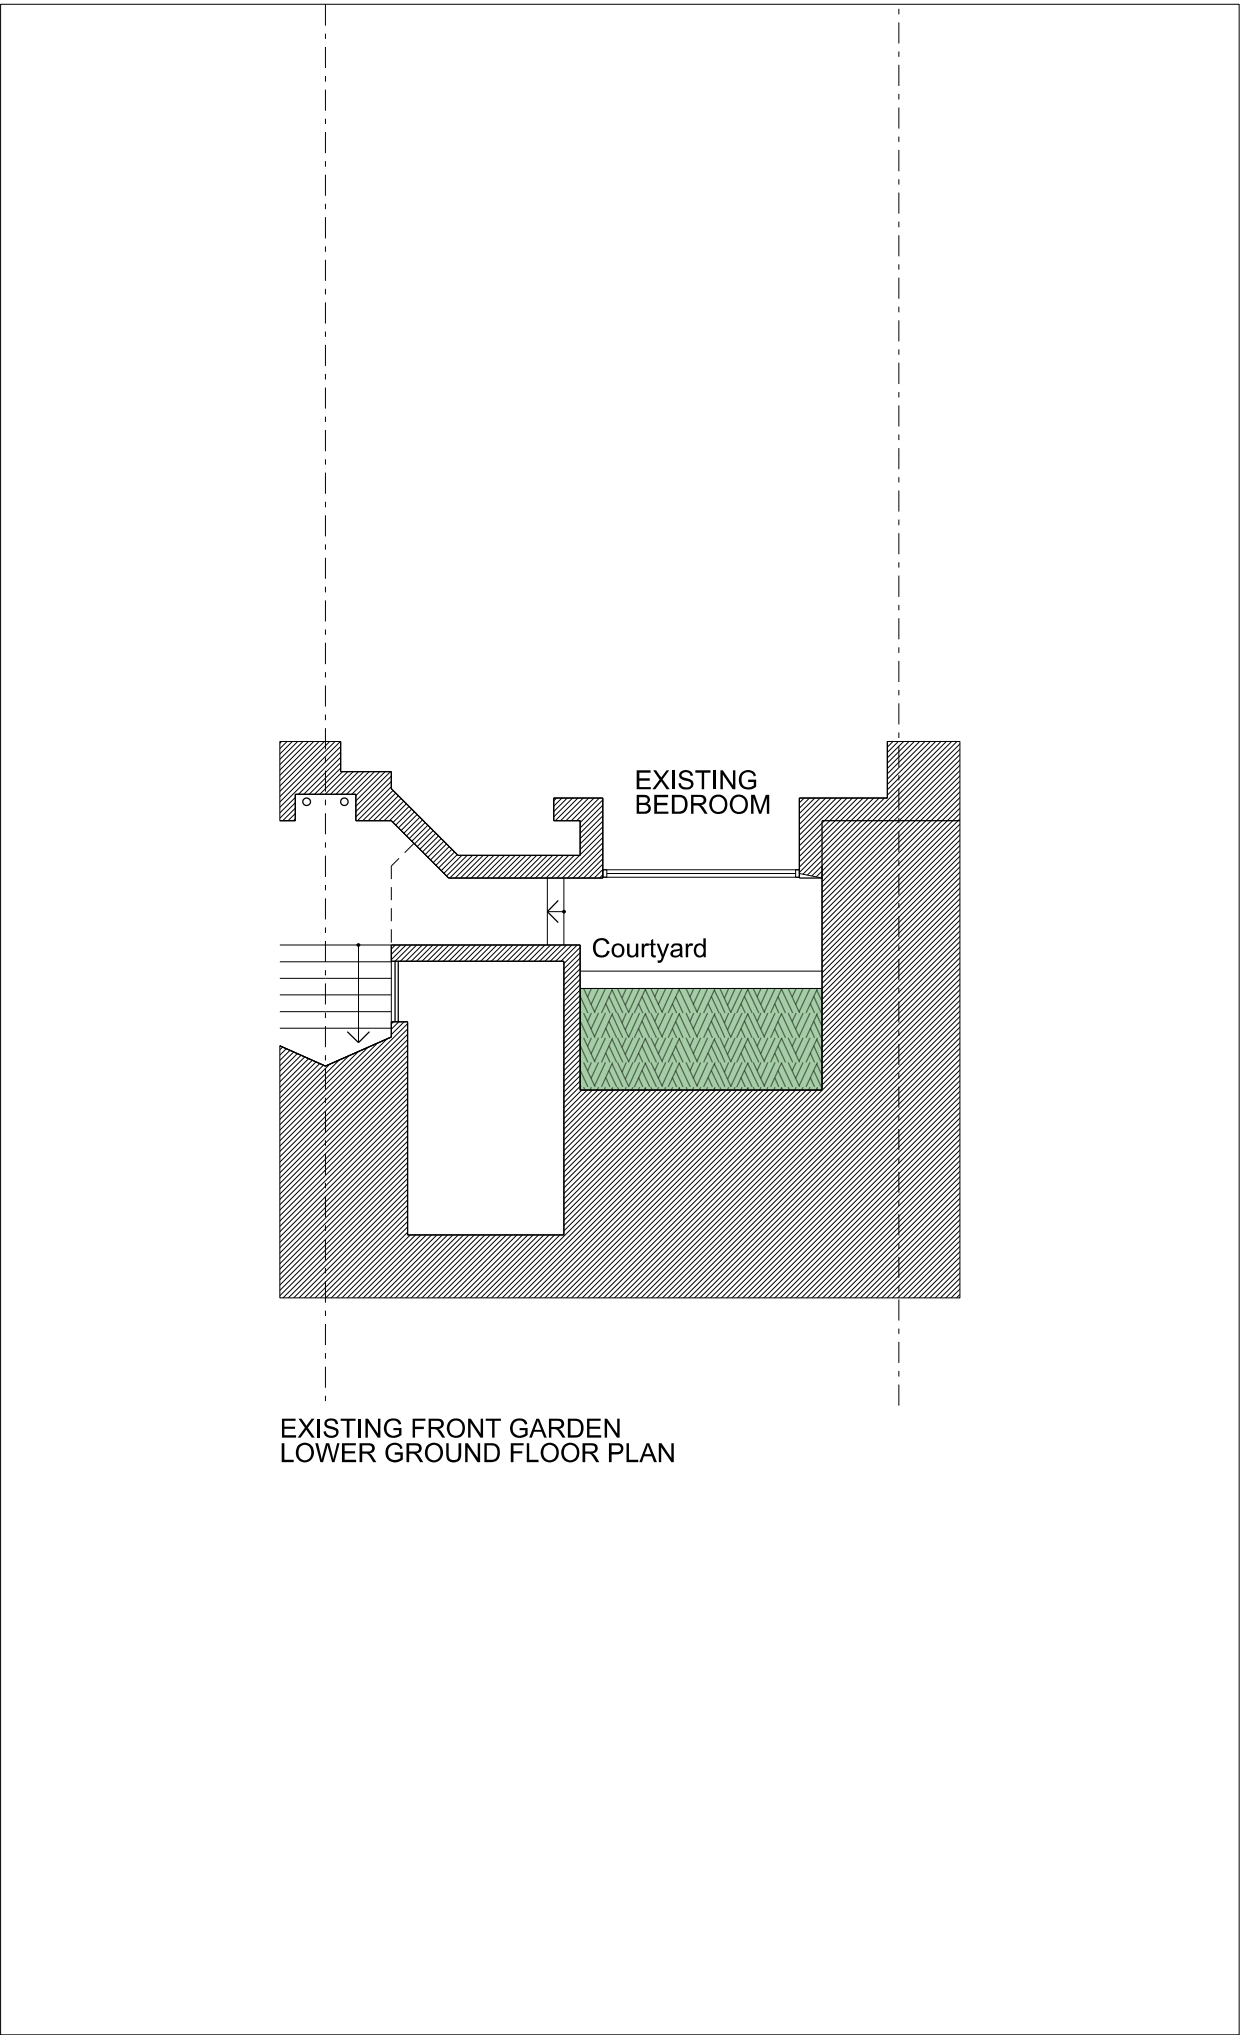 EXISTING
BEDROOM
Courtyard
EXISTING FRONT GARDEN
LOWER GROUND FLOOR PLAN